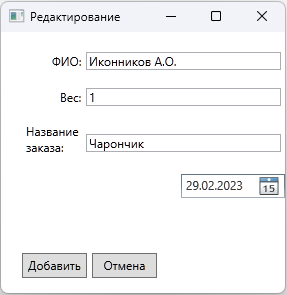 Редактирование
ФИО: Иконников А.О.
Вес: 1
Название
заказа: Чарончик
29.02.2023 15
Добавить Отмена